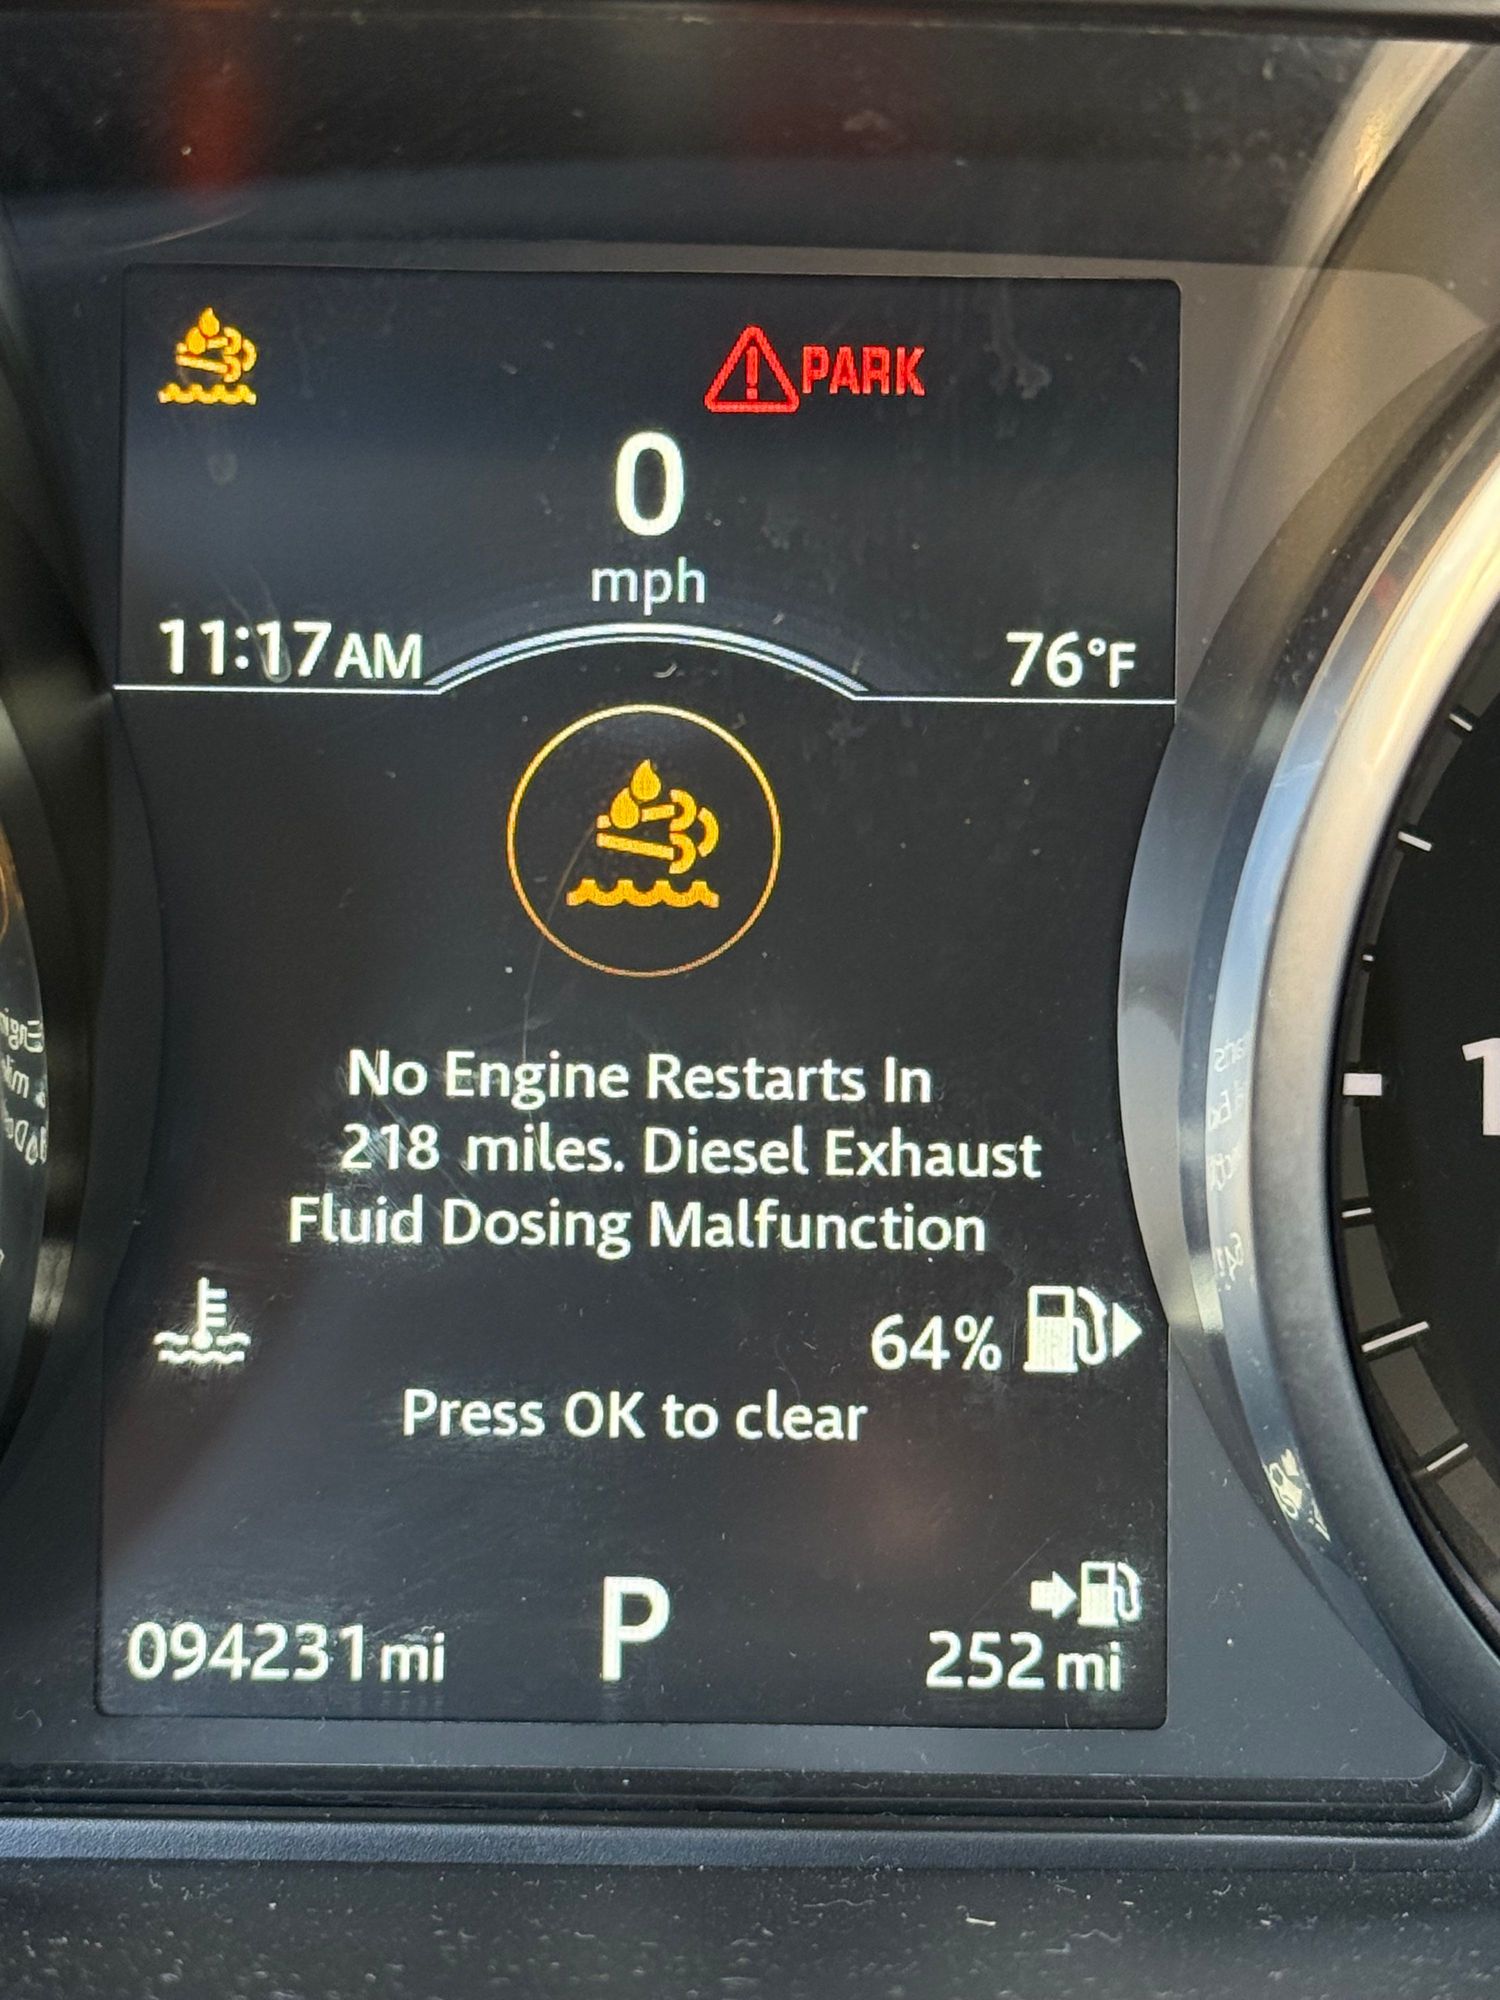 PARK
0
mph
11:17AM 76°F
No Engine Restarts In
218 miles. Diesel Exhaust
Fluid Dosing Malfunction
64%
Press OK to clear
P
094231mi 252mi
1